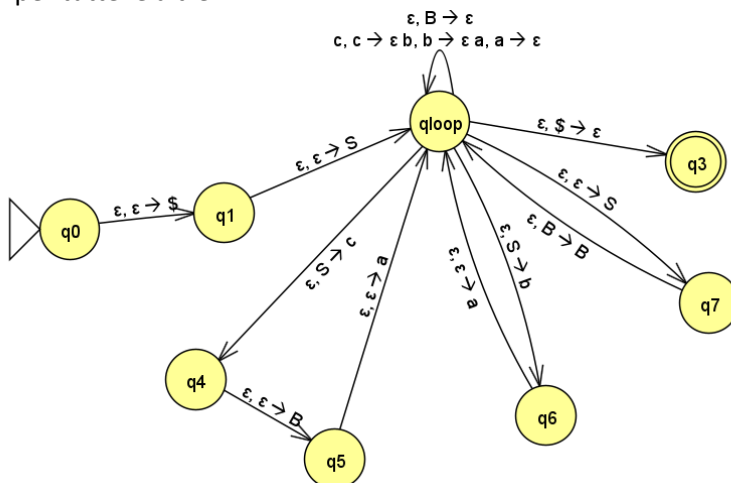 ε, B → ε
c, c → ε b, b → ε a, a → ε
qloop
ε, $ → ε
q3
ε, ε → S
q1
ε, ε → $
q0
ε, ε → S
ε, B → B
q7
ε, S → c
ε, ε → a
ε, ε → a
ε, S → b
q4
ε, ε → B
q5
q6